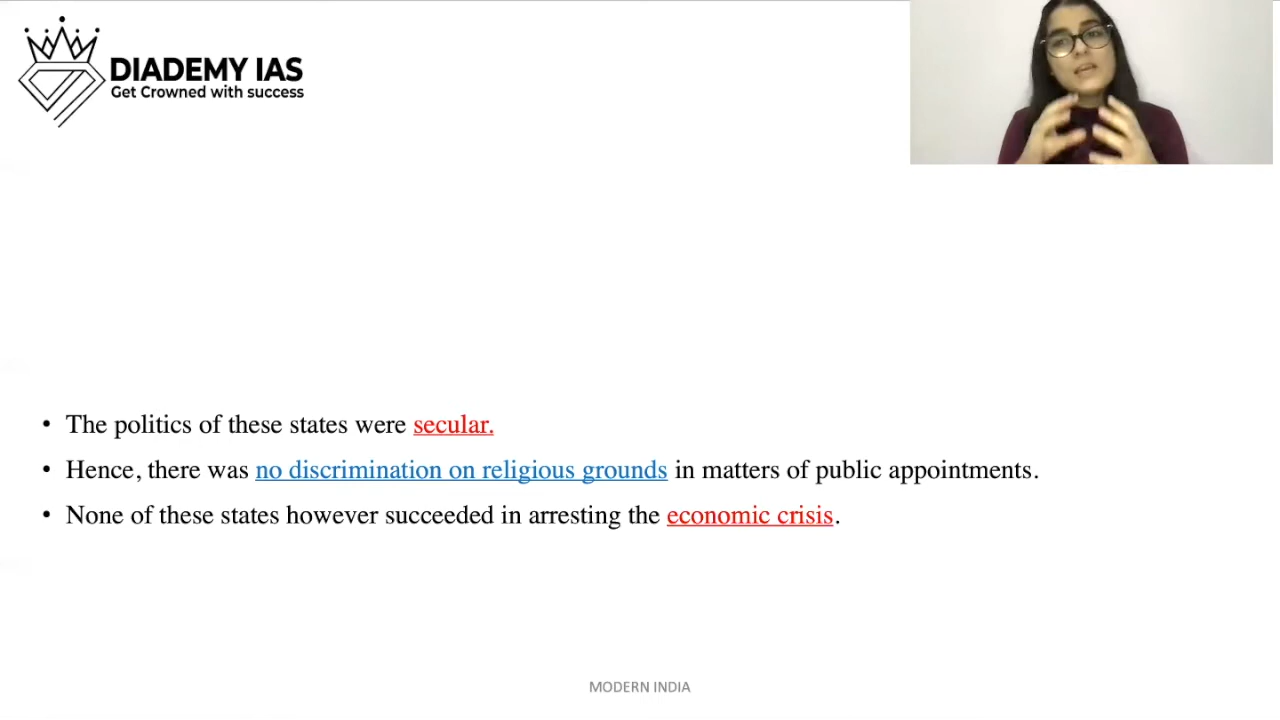 DIADEMY IAS
Get Crowned with success
• The politics of these states were secular.
• Hence, there was no discrimination on religious grounds in matters of public appointments.
• None of these states however succeeded in arresting the economic crisis.
MODERN INDIA